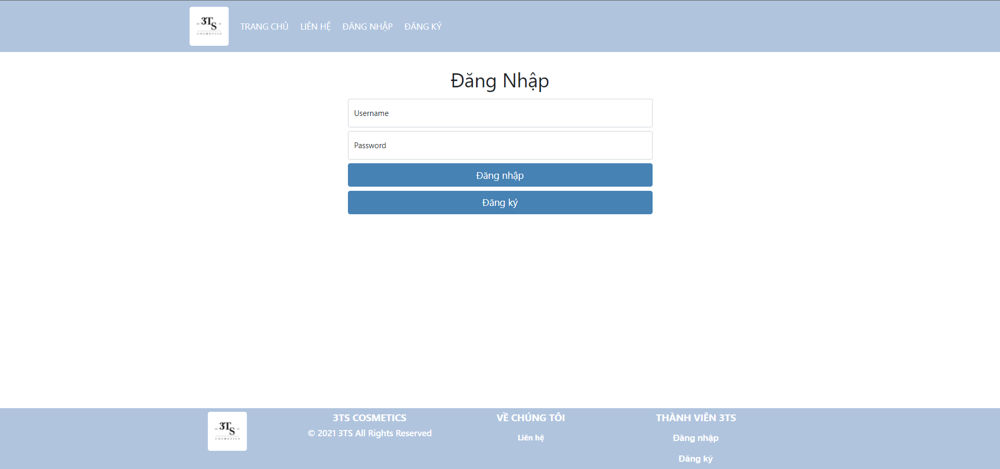 3TS
COSMETICS
TRANG CHỦ LIÊN HỆ ĐĂNG NHẬP ĐĂNG KÝ
Đăng Nhập
Username
Password
Đăng nhập
Đăng ký
3TS
COSMETICS
3TS COSMETICS
© 2021 3TS All Rights Reserved
VỀ CHÚNG TÔI
Liên hệ
THÀNH VIÊN 3TS
Đăng nhập
Đăng ký